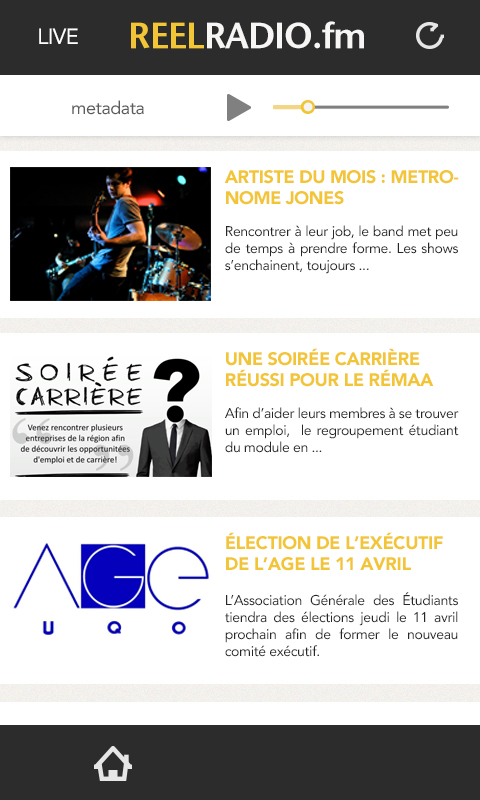 LIVE
REELRADIO.fm
metadata
ARTISTE DU MOIS : METRO-
NOME JONES
Rencontrer à leur job, le band met peu
de temps à prendre forme. Les shows
s’enchainent, toujours ...
SOIRÉE
CARRIÈRE
Venez rencontrer plusieurs
entreprises de la région afin
de découvrir les opportunitées
d'emploi et de carrière!
UNE SOIRÉE CARRIÈRE
RÉUSSI POUR LE RÉMAA
Afin d’aider leurs membres à se trouver
un emploi, le regroupement étudiant
du module en ...
AGe
UQO
ÉLECTION DE L’EXÉCUTIF
DE L’AGE LE 11 AVRIL
L’Association Générale des Étudiants
tiendra des élections jeudi le 11 avril
prochain afin de former le nouveau
comité exécutif.